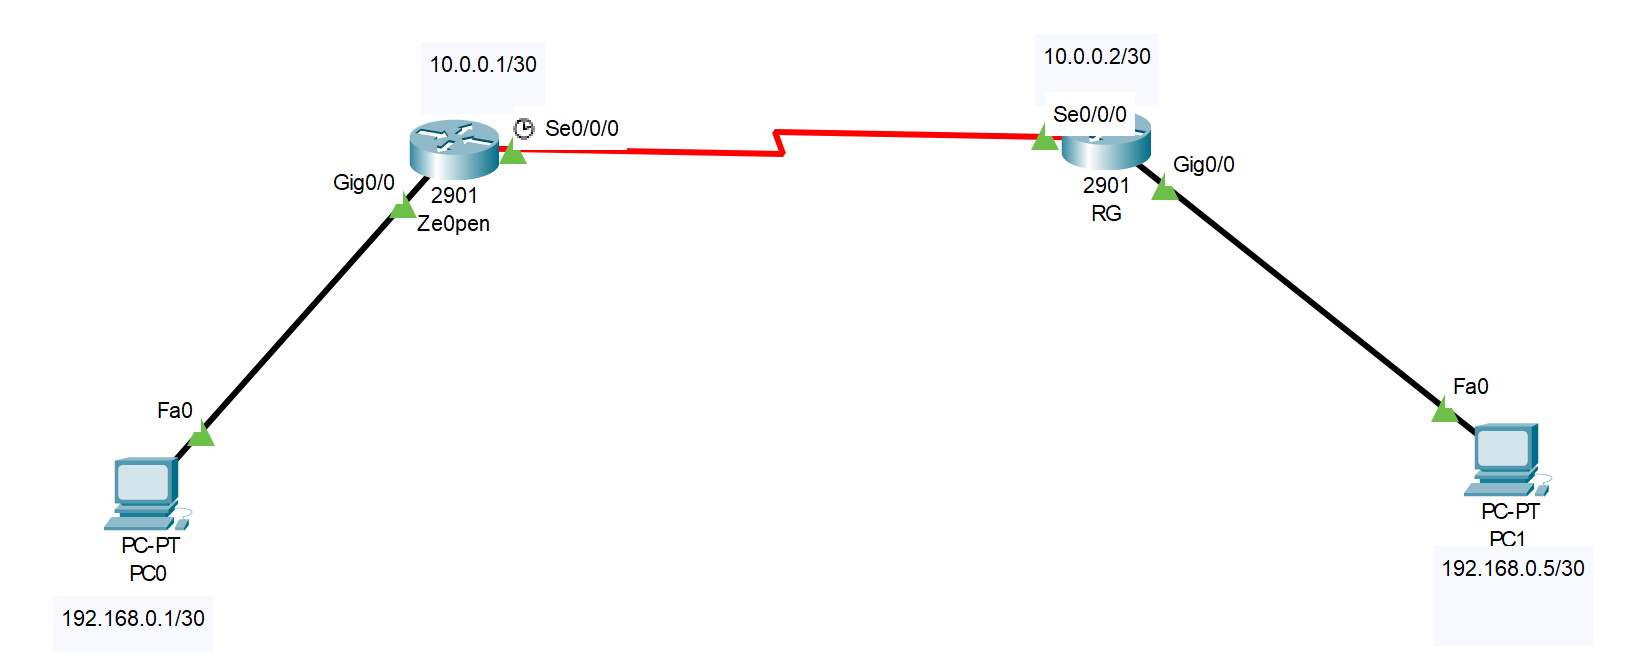 10.0.0.1/30
10.0.0.2/30
Se0/0/0
Se0/0/0
Gig0/0
2901
Ze0pen
Gig0/0
2901
RG
Fa0
Fa0
PC-PT
PC0
192.168.0.1/30
PC-PT
PC1
192.168.0.5/30